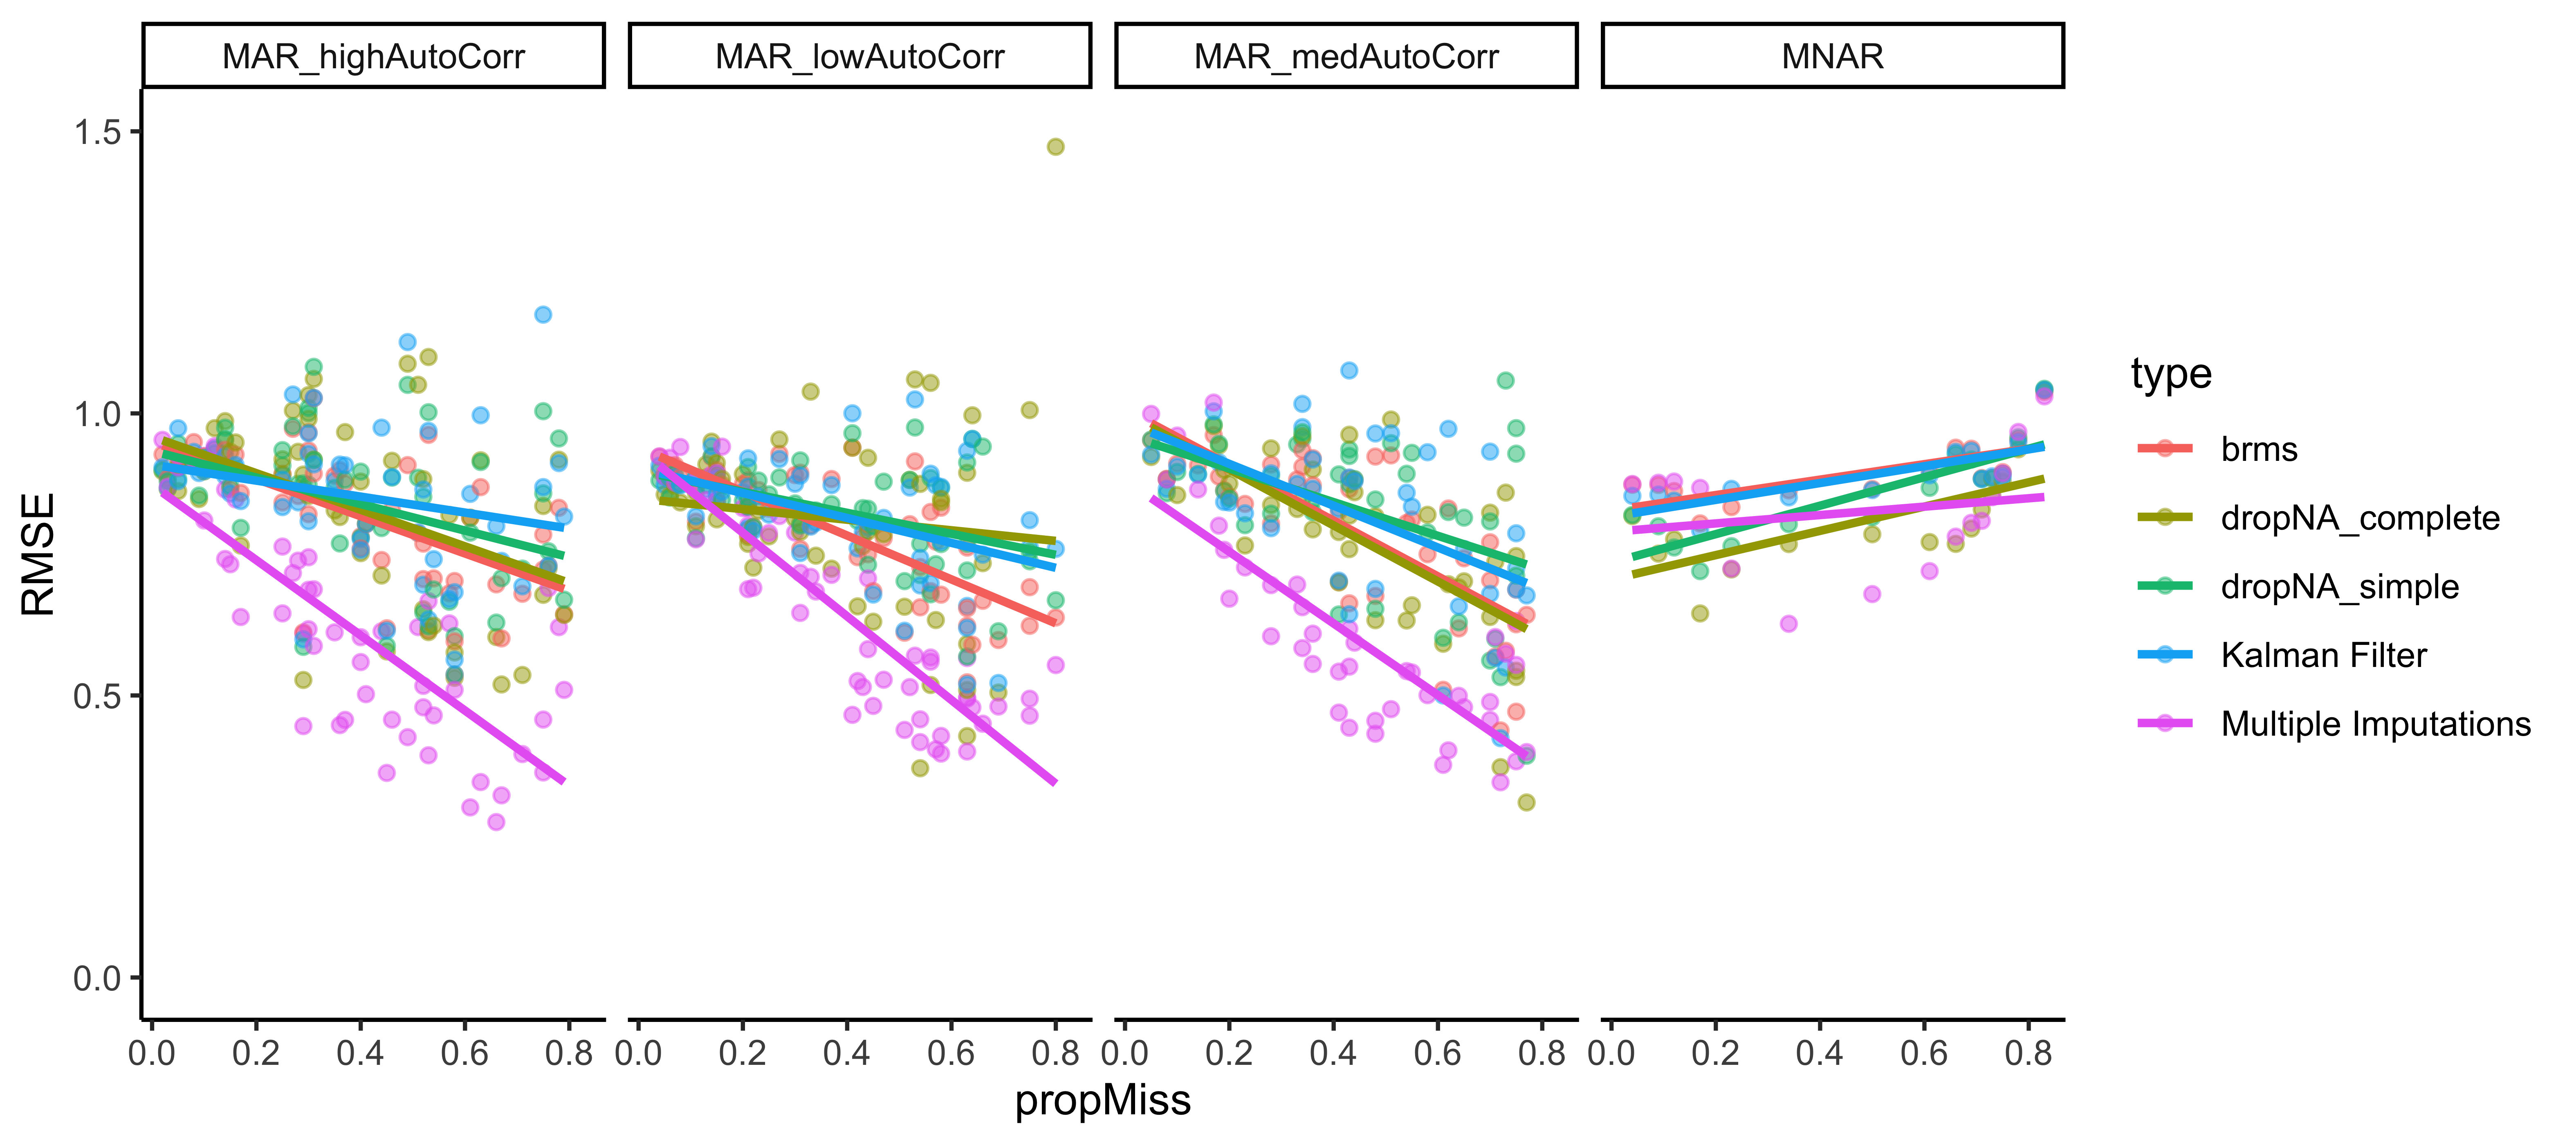 MAR_highAutoCorr
MAR_lowAutoCorr
MAR_medAutoCorr
MNAR
RMSE
1.5
1.0
0.5
0.0
0.0 0.2 0.4 0.6 0.8
0.0 0.2 0.4 0.6 0.8
0.0 0.2 0.4 0.6 0.8
0.0 0.2 0.4 0.6 0.8
propMiss
type
brms
dropNA_complete
dropNA_simple
Kalman Filter
Multiple Imputations